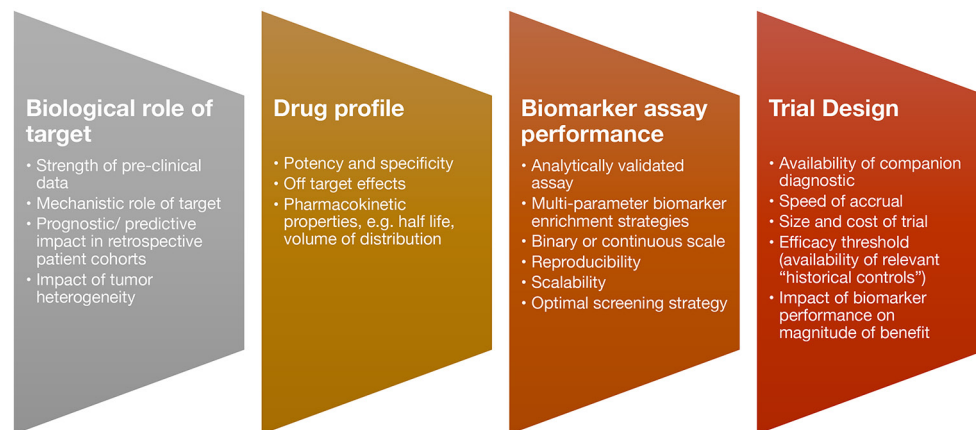 Biological role of
target
• Strength of pre-clinical
data
• Mechanistic role of target
• Prognostic/ predictive
impact in retrospective
patient cohorts
• Impact of tumor
heterogeneity
Drug profile
• Potency and specificity
• Off target effects
• Pharmacokinetic
properties, e.g. half life,
volume of distribution
Biomarker assay
performance
• Analytically validated
assay
• Multi-parameter biomarker
enrichment strategies
• Binary or continuous scale
• Reproducibility
• Scalability
• Optimal screening strategy
Trial Design
• Availability of companion
diagnostic
• Speed of accrual
• Size and cost of trial
• Efficacy threshold
(availability of relevant
“historical controls”)
• Impact of biomarker
performance on
magnitude of benefit